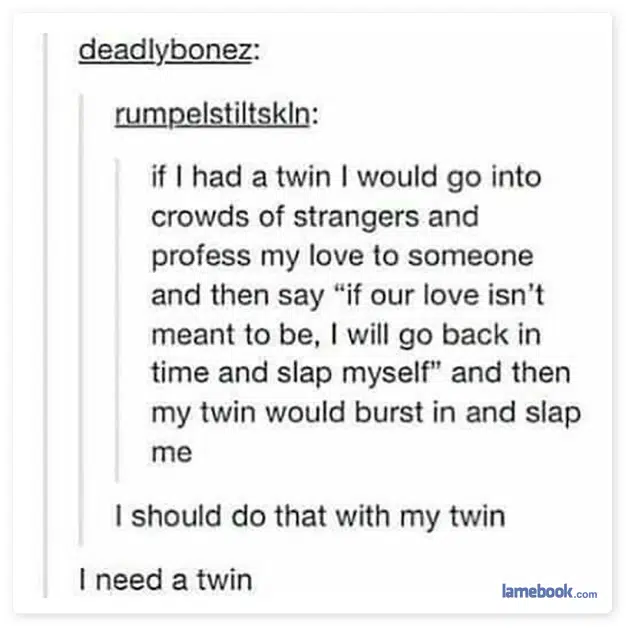 deadlybonez:
rumpelstiltskln:
if I had a twin I would go into
crowds of strangers and
profess my love to someone
and then say “if our love isn’t
meant to be, I will go back in
time and slap myself” and then
my twin would burst in and slap
me
I should do that with my twin
I need a twin
lamebook.com